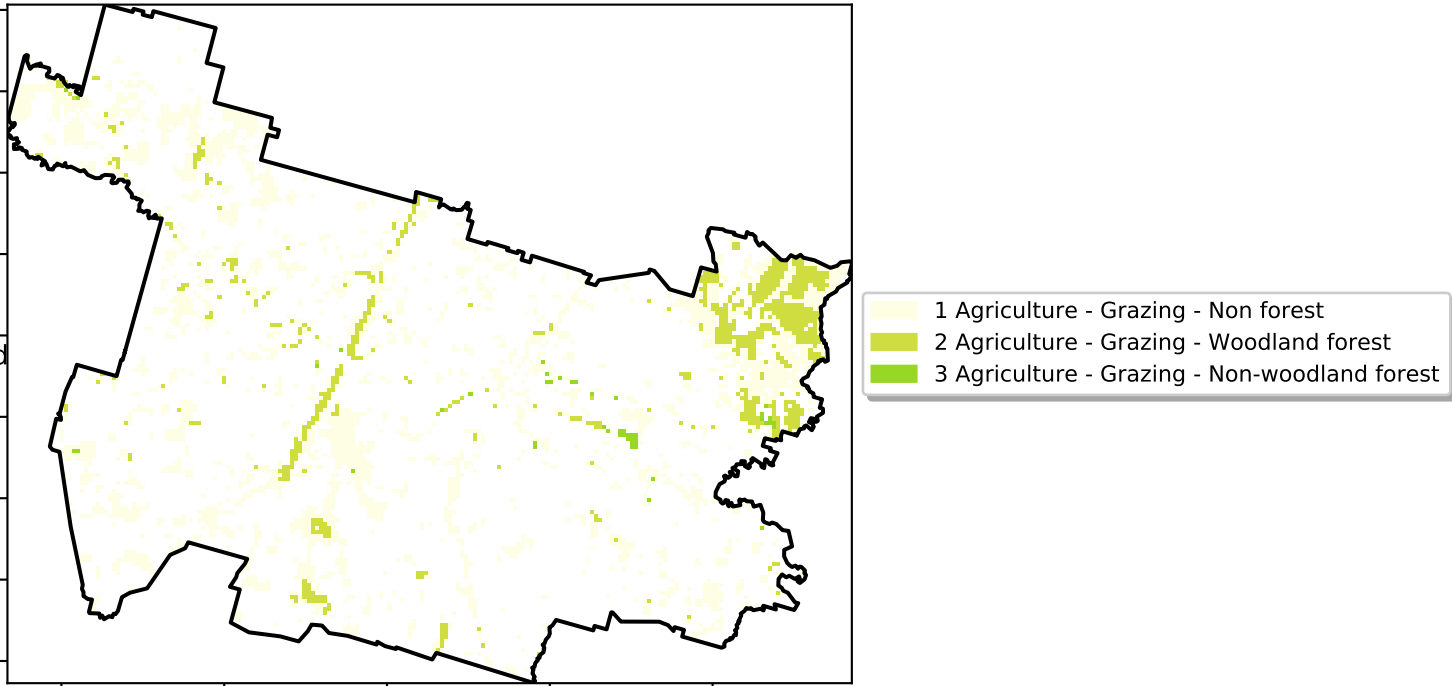 1 Agriculture - Grazing - Non forest
2 Agriculture - Grazing - Woodland forest
3 Agriculture - Grazing - Non-woodland forest